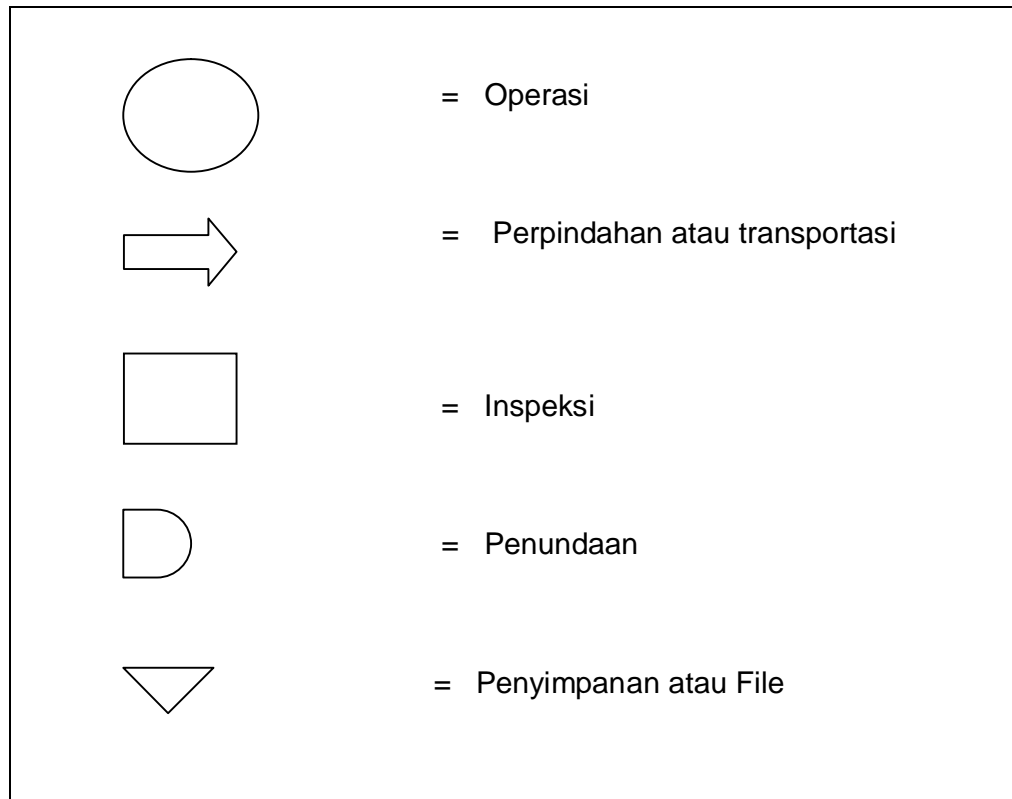 = Operasi
= Perpindahan atau transportasi
= Inspeksi
= Penundaan
= Penyimpanan atau File